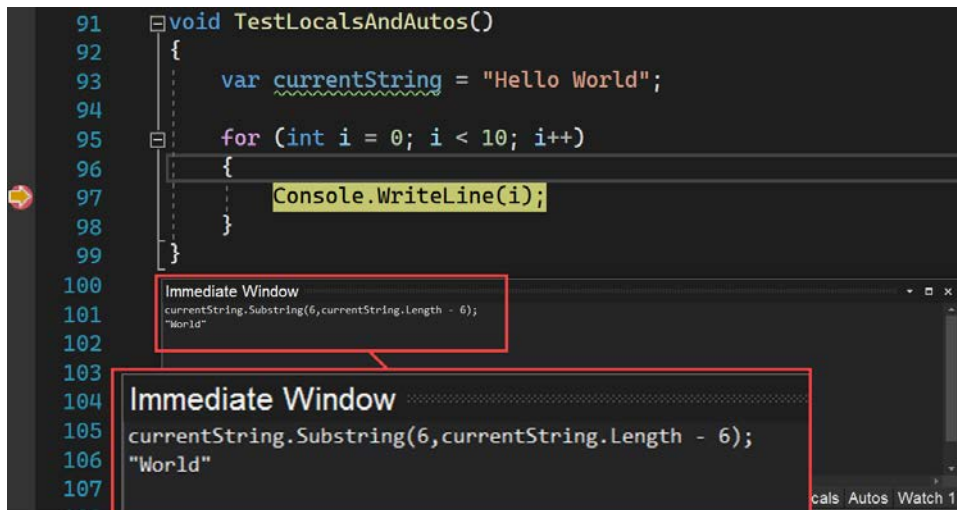 91 void TestLocalsAndAutos()
92 {
93 var currentString = "Hello World";
94
95 for (int i = 0; i < 10; i++)
96 {
97 Console.WriteLine(i);
98 }
99 }
100
Immediate Window
101 currentString.Substring(6,currentString.Length - 6);
"World"
102
103
104 Immediate Window
105 currentString.Substring(6,currentString.Length - 6);
106 "World"
107
cals Autos Watch 1